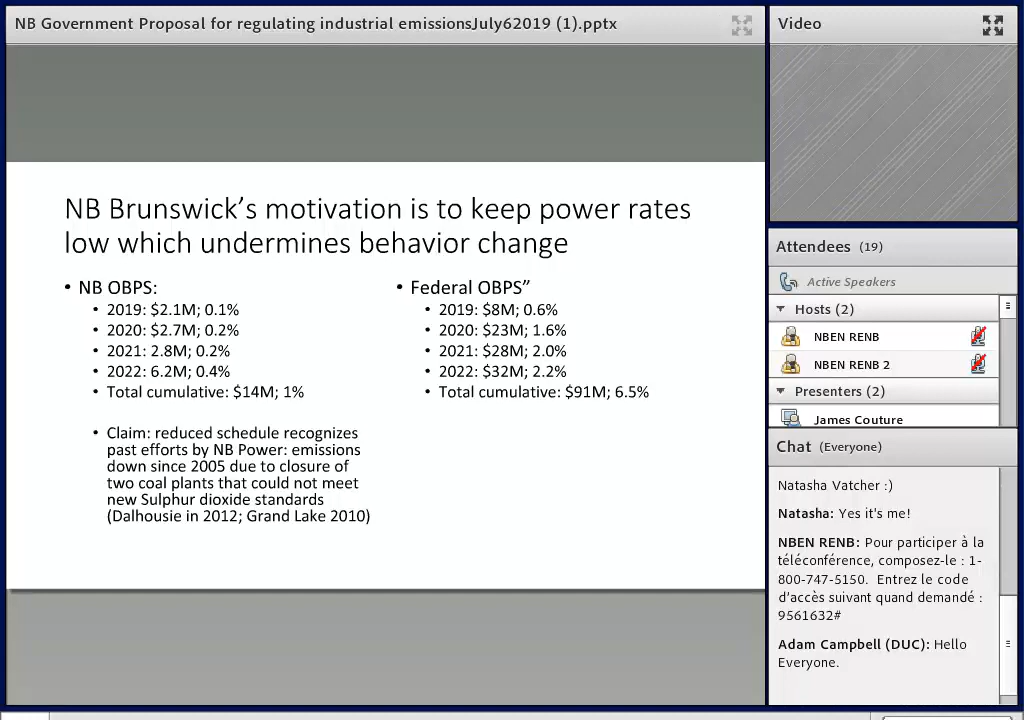 NB Government Proposal for regulating industrial emissionsJuly62019 (1).pptx
NB Brunswick's motivation is to keep power rates
low which undermines behavior change
• NB OBPS:
• 2019: $2.1M; 0.1%
• 2020: $2.7M; 0.2%
• 2021: 2.8M; 0.2%
• 2022: 6.2M; 0.4%
• Total cumulative: $14M; 1%
• Claim: reduced schedule recognizes
past efforts by NB Power: emissions
down since 2005 due to closure of
two coal plants that could not meet
new Sulphur dioxide standards
(Dalhousie in 2012; Grand Lake 2010)
• Federal OBPS”
• 2019: $8M; 0.6%
• 2020: $23M; 1.6%
• 2021: $28M; 2.0%
• 2022: $32M; 2.2%
• Total cumulative: $91M; 6.5%
Video
Attendees (19)
Active Speakers
Hosts (2)
NBEN RENB
NBEN RENB 2
Presenters (2)
James Couture
Chat (Everyone)
Natasha Vatcher :)
Natasha: Yes it's me!
NBEN RENB: Pour participer à la
téléconférence, composez-le : 1-
800-747-5150. Entrez le code
d'accès suivant quand demandé :
9561632#
Adam Campbell (DUC): Hello
Everyone.